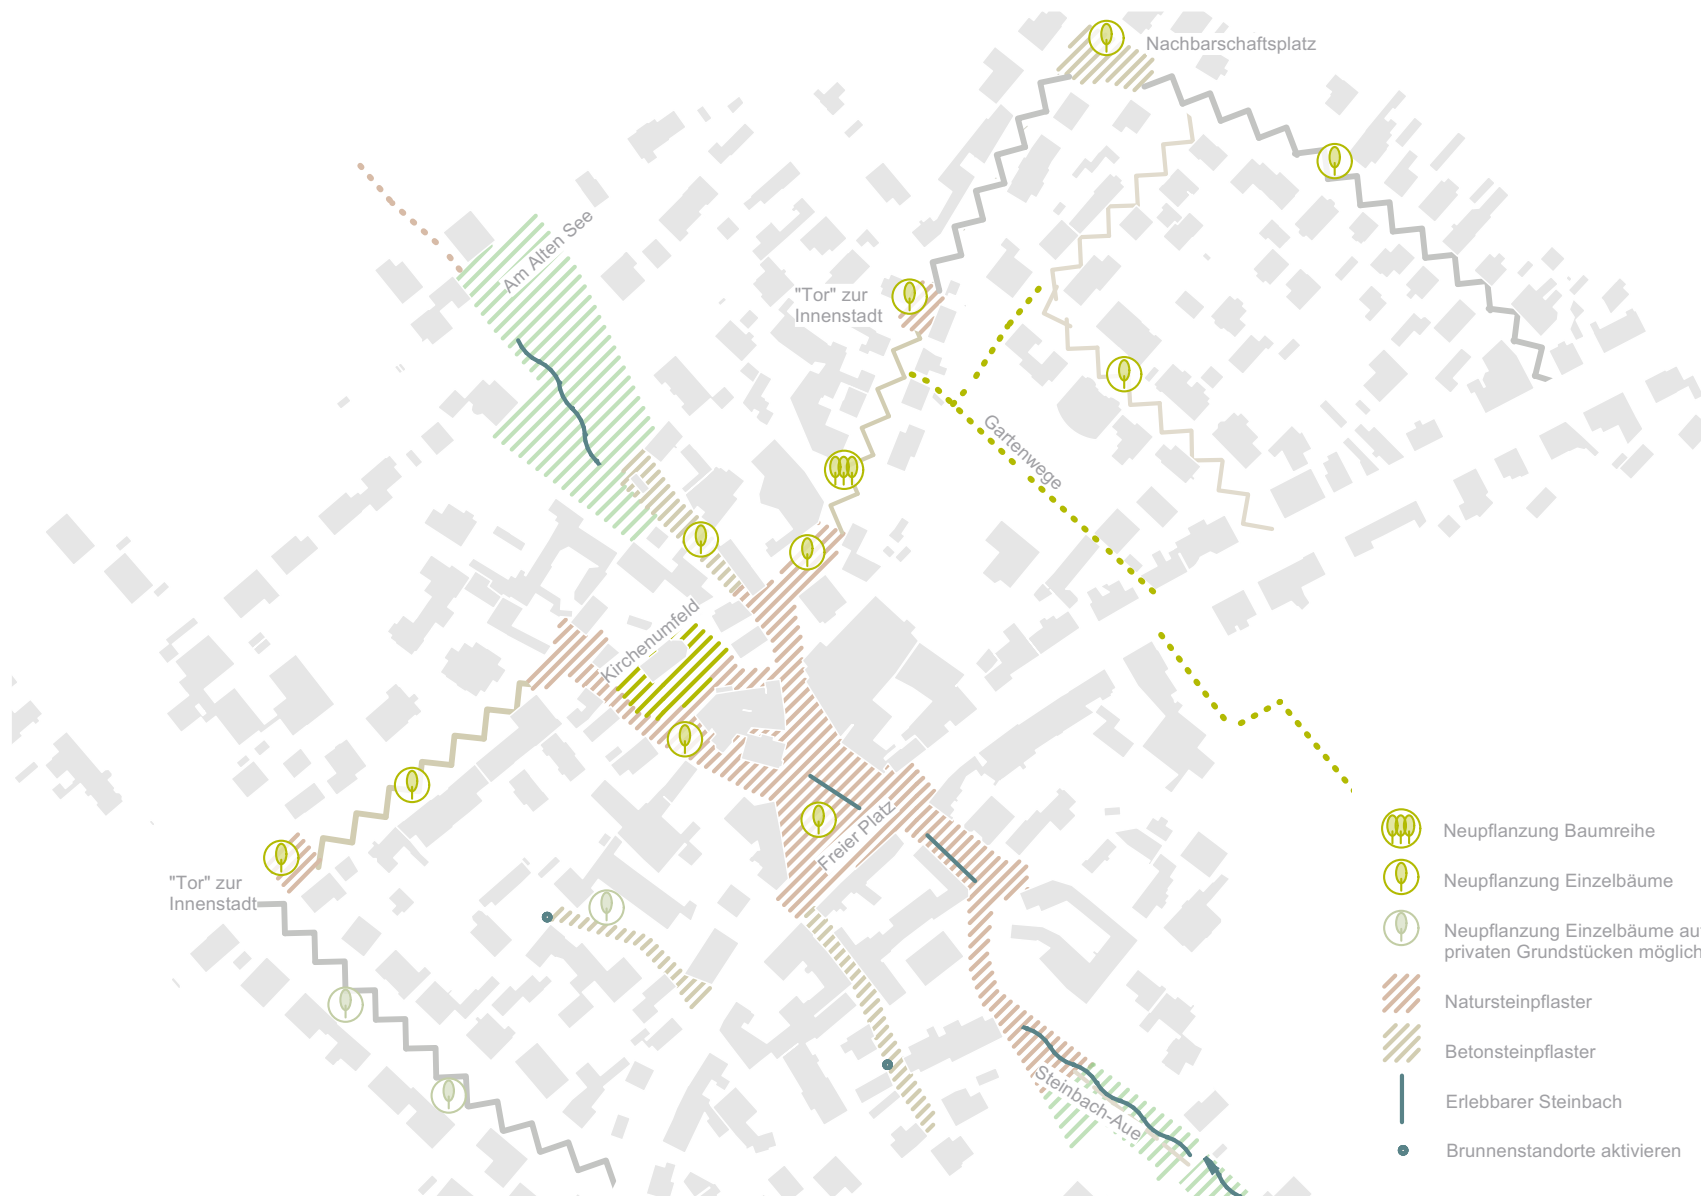 Nachbarschaftsplatz
Am Alten See
"Tor" zur
Innenstadt
Gartenwege
Kirchenumfeld
Freier Platz
"Tor" zur
Innenstadt
Steinbach-Aue
Neupflanzung Baumreihe
Neupflanzung Einzelbäume
Neupflanzung Einzelbäume au
privaten Grundstücken möglich
Natursteinpflaster
Betonsteinpflaster
Erlebbarer Steinbach
Brunnenstandorte aktivieren